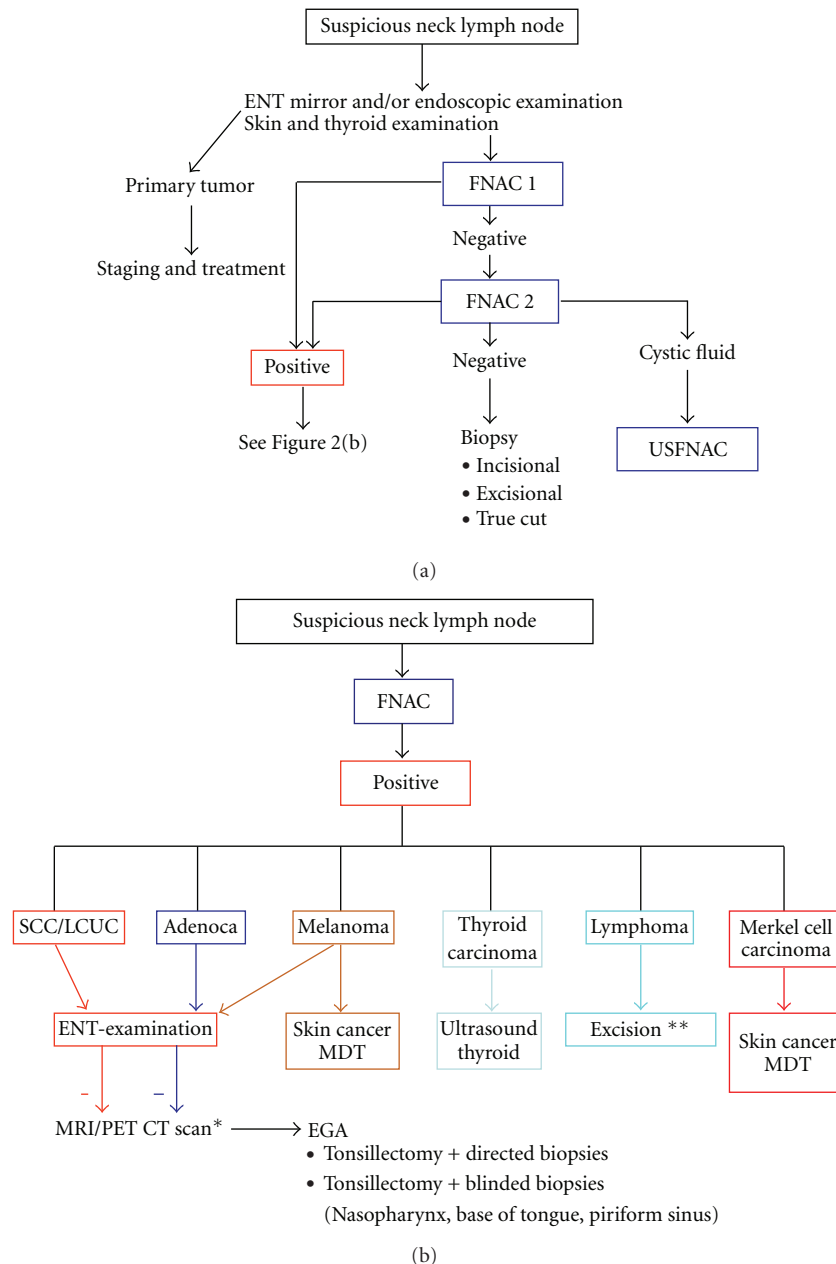 Suspicious neck lymph node
ENT mirror and/or endoscopic examination
Skin and thyroid examination
Primary tumor
FNAC 1
Negative
Staging and treatment
FNAC 2
Positive
Negative
Cystic fluid
See Figure 2(b)
Biopsy
• Incisional
• Excisional
• True cut
USFNAC
(a)
Suspicious neck lymph node
FNAC
Positive
SCC/LCUC
Adenoca
Melanoma
Thyroid
carcinoma
Lymphoma
Merkel cell
carcinoma
ENT-examination
Skin cancer
MDT
Ultrasound
thyroid
Excision **
Skin cancer
MDT
–
–
MRI/PET CT scan*
EGA
• Tonsillectomy + directed biopsies
• Tonsillectomy + blinded biopsies
(Nasopharynx, base of tongue, piriform sinus)
(b)